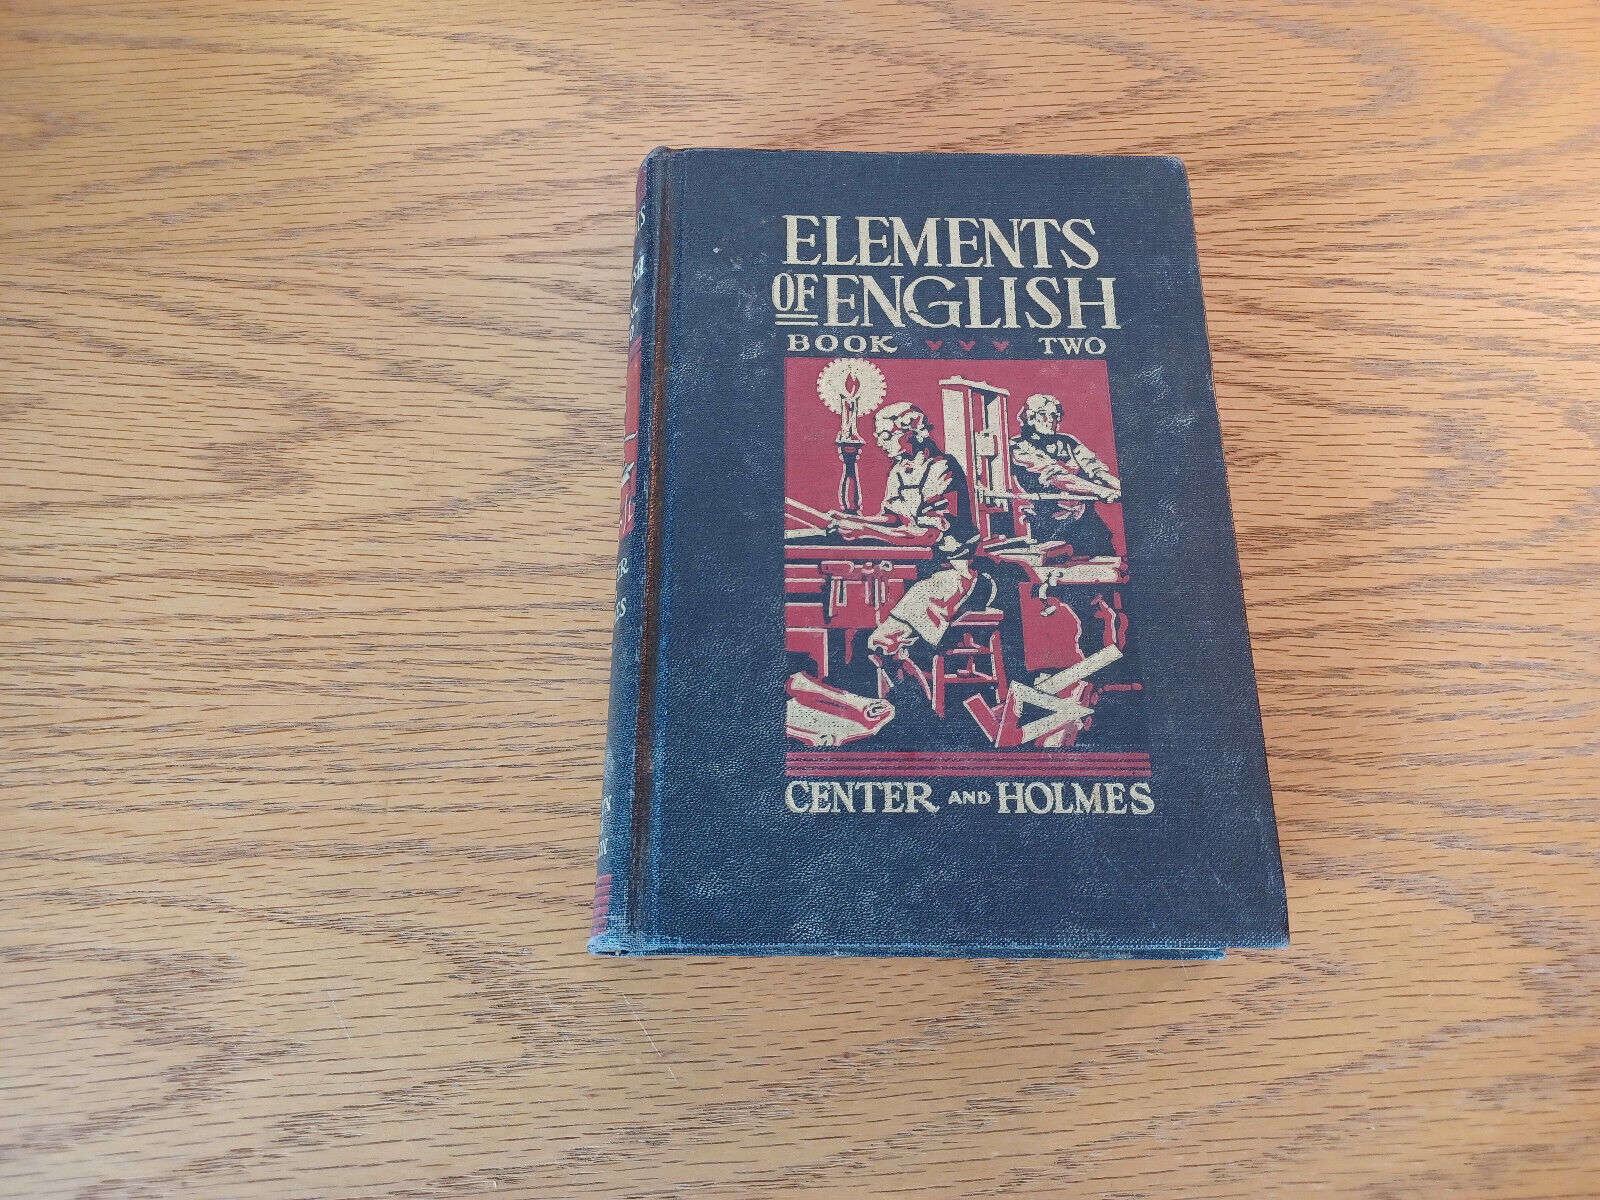 ELEMENTS
OF ENGLISH
BOOK TWO
CENTER AND HOLMES